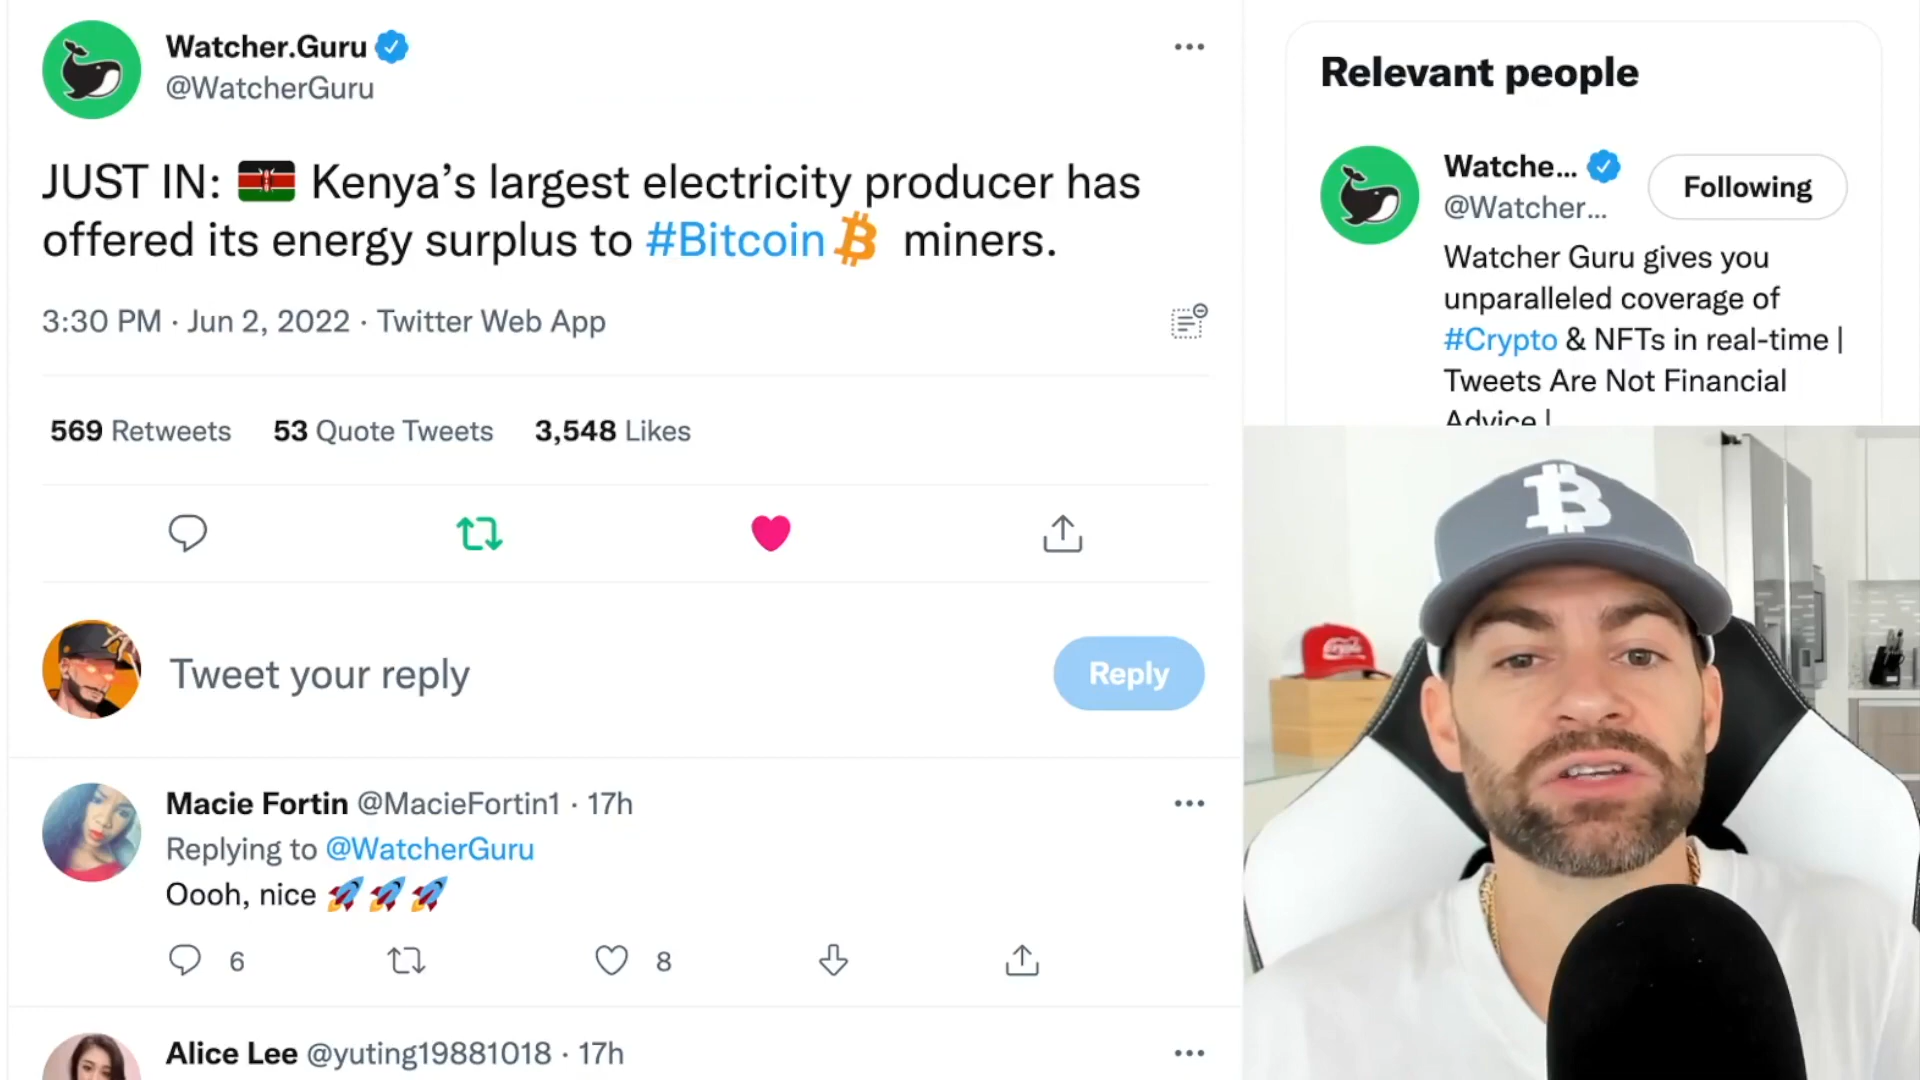 Watcher.Guru
@WatcherGuru
JUST IN: 🇰🇪 Kenya’s largest electricity producer has
offered its energy surplus to #Bitcoin miners.
3:30 PM · Jun 2, 2022 · Twitter Web App
569 Retweets 53 Quote Tweets 3,548 Likes
Tweet your reply
Reply
Macie Fortin @MacieFortin1 · 17h
Replying to @WatcherGuru
Oooh, nice 🚀🚀🚀
6 8
Alice Lee @yuting19881018 · 17h
Relevant people
Watche...
@Watcher...
Following
Watcher Guru gives you
unparalleled coverage of
#Crypto & NFTs in real-time |
Tweets Are Not Financial
Advice |